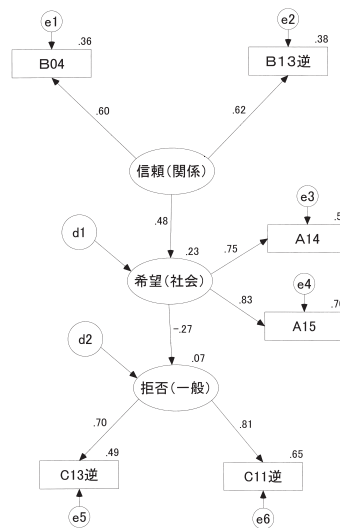 e1
e2
.36
.38
B04
B13逆
.60
.62
信頼(関係)
e3
.48
d1
.23
.75
A14
希望(社会)
e4
.83
-.27
A15
d2
.07
拒否(一般)
.70
.81
.49
.65
C13逆
C11逆
e5
e6